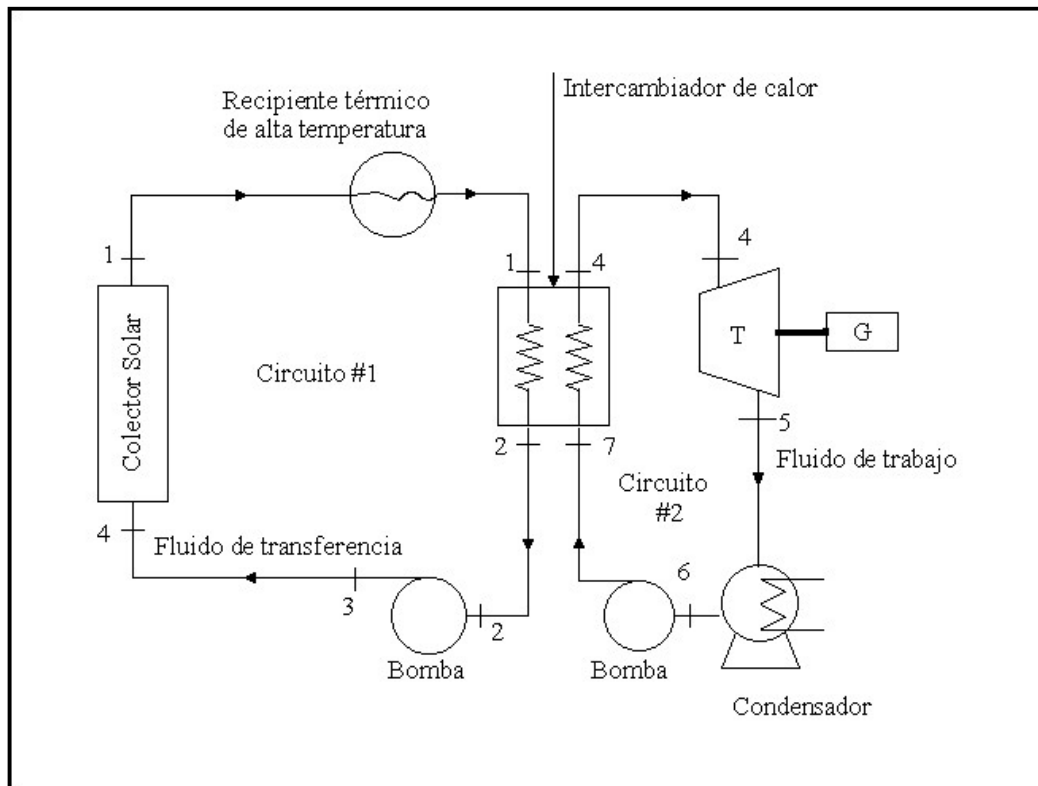 Recipiente térmico
de alta temperatura
Intercambiador de calor
1
1
4
4
T
G
Colector Solar
Circuito #1
2
7
5
Fluido de trabajo
Circuito
#2
4
Fluido de transferencia
3
2
6
Bomba
Bomba
Condensador